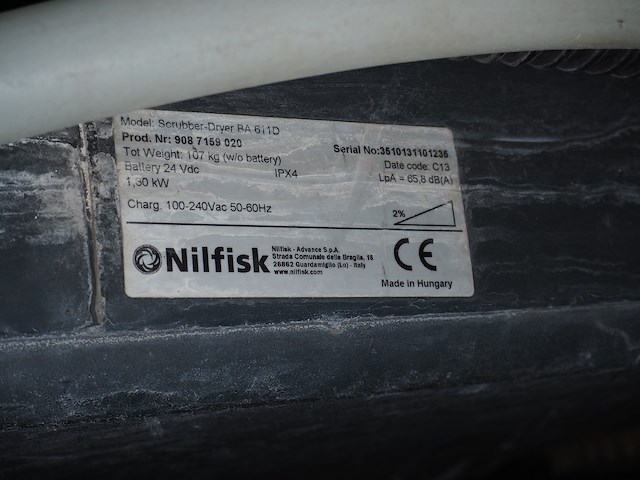 Model: Scrubber-Dryer BA 611D
Prod. Nr: 908 7159 020
Serial No:3510131101235
Tot Weight: 107 kg (w/o battery)
Date code: C13
Battery 24 Vdc IPX4
LpA = 65,8 dB(A)
1,30 kW
Charg. 100-240Vac 50-60Hz
2%
Nilfisk
Nilfisk - Advance S.p.A.
Strada Comunale della Braglia, 18
26862 Guardamiglio (Lo) - Italy
www.nilfisk.com
CE
Made in Hungary